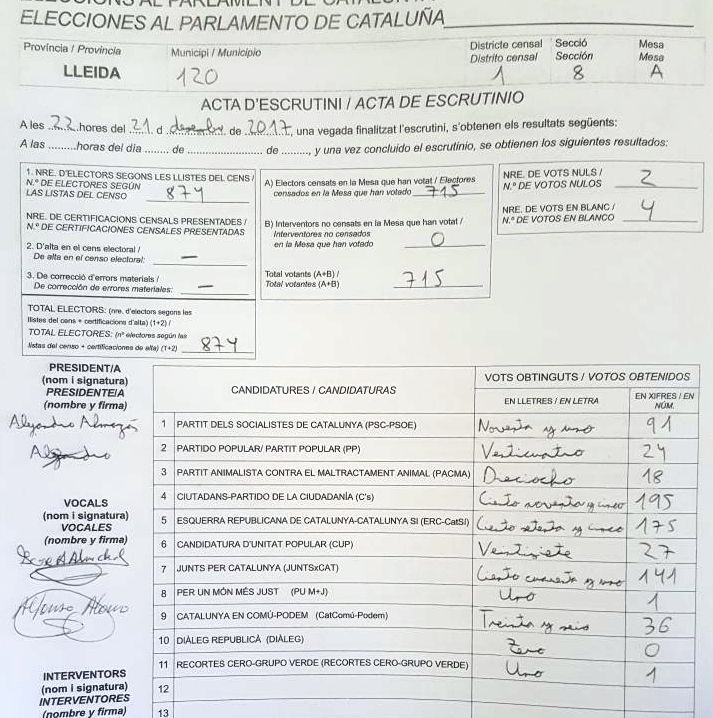 ELECCIONS AL PARLAMENT DE CATALUNYA
ELECCIONES AL PARLAMENTO DE CATALUÑA
Província / Provincia
LLEIDA
Municipi / Municipio
120
Districte censal
Distrito censal
1
Secció
Sección
8
Mesa
Mesa
A
ACTA D'ESCRUTINI / ACTA DE ESCRUTINIO
A les 22 hores del 21 d desembre de 2017, una vegada finalitzat l'escrutini, s'obtenen els resultats següents:
A las .........horas del día ...... de .................. de ........, y una vez concluido el escrutinio, se obtienen los siguientes resultados:
1. NRE. D'ELECTORS SEGONS LES LLISTES DEL CENS /
N.º DE ELECTORES SEGÚN
LAS LISTAS DEL CENSO 874
NRE. DE CERTIFICACIONS CENSALS PRESENTADES /
N.º DE CERTIFICACIONES CENSALES PRESENTADAS
2. D'alta en el cens electoral /
De alta en el censo electoral: —
3. De correcció d'errors materials /
De corrección de errores materiales: —
TOTAL ELECTORS: (nre. d'electors segons les
llistes del cens + certificacions d'alta) (1+2) /
TOTAL ELECTORES: (nº electores según las
listas del censo + certificaciones de alta) (1+2) 874
A) Electors censats en la Mesa que han votat / Electores
censados en la Mesa que han votado 715
B) Interventors no censats en la Mesa que han votat /
Interventores no censados
en la Mesa que han votado 0
Total votants (A+B) /
Total votantes (A+B) 715
NRE. DE VOTS NULS /
N.º DE VOTOS NULOS 2
NRE. DE VOTS EN BLANC /
N.º DE VOTOS EN BLANCO 4
PRESIDENT/A
(nom i signatura)
PRESIDENTE/A
(nombre y firma)
Alejandro Almazán
Alejandro
VOCALS
(nom i signatura)
VOCALES
(nombre y firma)
Alfonso Alonso
INTERVENTORS
(nom i signatura)
INTERVENTORES
(nombre y firma)
CANDIDATURES / CANDIDATURAS
VOTS OBTINGUTS / VOTOS OBTENIDOS
EN LLETRES / EN LETRA
EN XIFRES / EN
NÚM.
1 PARTIT DELS SOCIALISTES DE CATALUNYA (PSC-PSOE) Noventa y uno 91
2 PARTIDO POPULAR/ PARTIT POPULAR (PP) Venticuatro 24
3 PARTIT ANIMALISTA CONTRA EL MALTRACTAMENT ANIMAL (PACMA) Dieciocho 18
4 CIUTADANS-PARTIDO DE LA CIUDADANÍA (C's) Ciento noventa y cinco 195
5 ESQUERRA REPUBLICANA DE CATALUNYA-CATALUNYA SÍ (ERC-CatSÍ) Ciento setenta y cinco 175
6 CANDIDATURA D'UNITAT POPULAR (CUP) Ventisiete 27
7 JUNTS PER CATALUNYA (JUNTSxCAT) Ciento cuarenta y uno 141
8 PER UN MÓN MÉS JUST (PU M+J) Uno 1
9 CATALUNYA EN COMÚ-PODEM (CatComú-Podem) Treinta y seis 36
10 DIÀLEG REPUBLICÀ (DIÀLEG) Zero 0
11 RECORTES CERO-GRUPO VERDE (RECORTES CERO-GRUPO VERDE) Uno 1
12
13